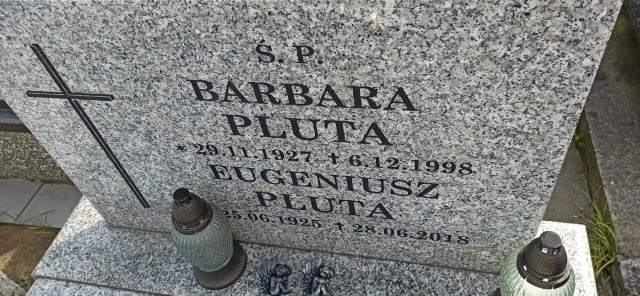 Ś. P.
BARBARA
PLUTA
* 29.11.1927 † 6.12.1998
EUGENIUSZ
PLUTA
25.06.1925 † 28.06.2018